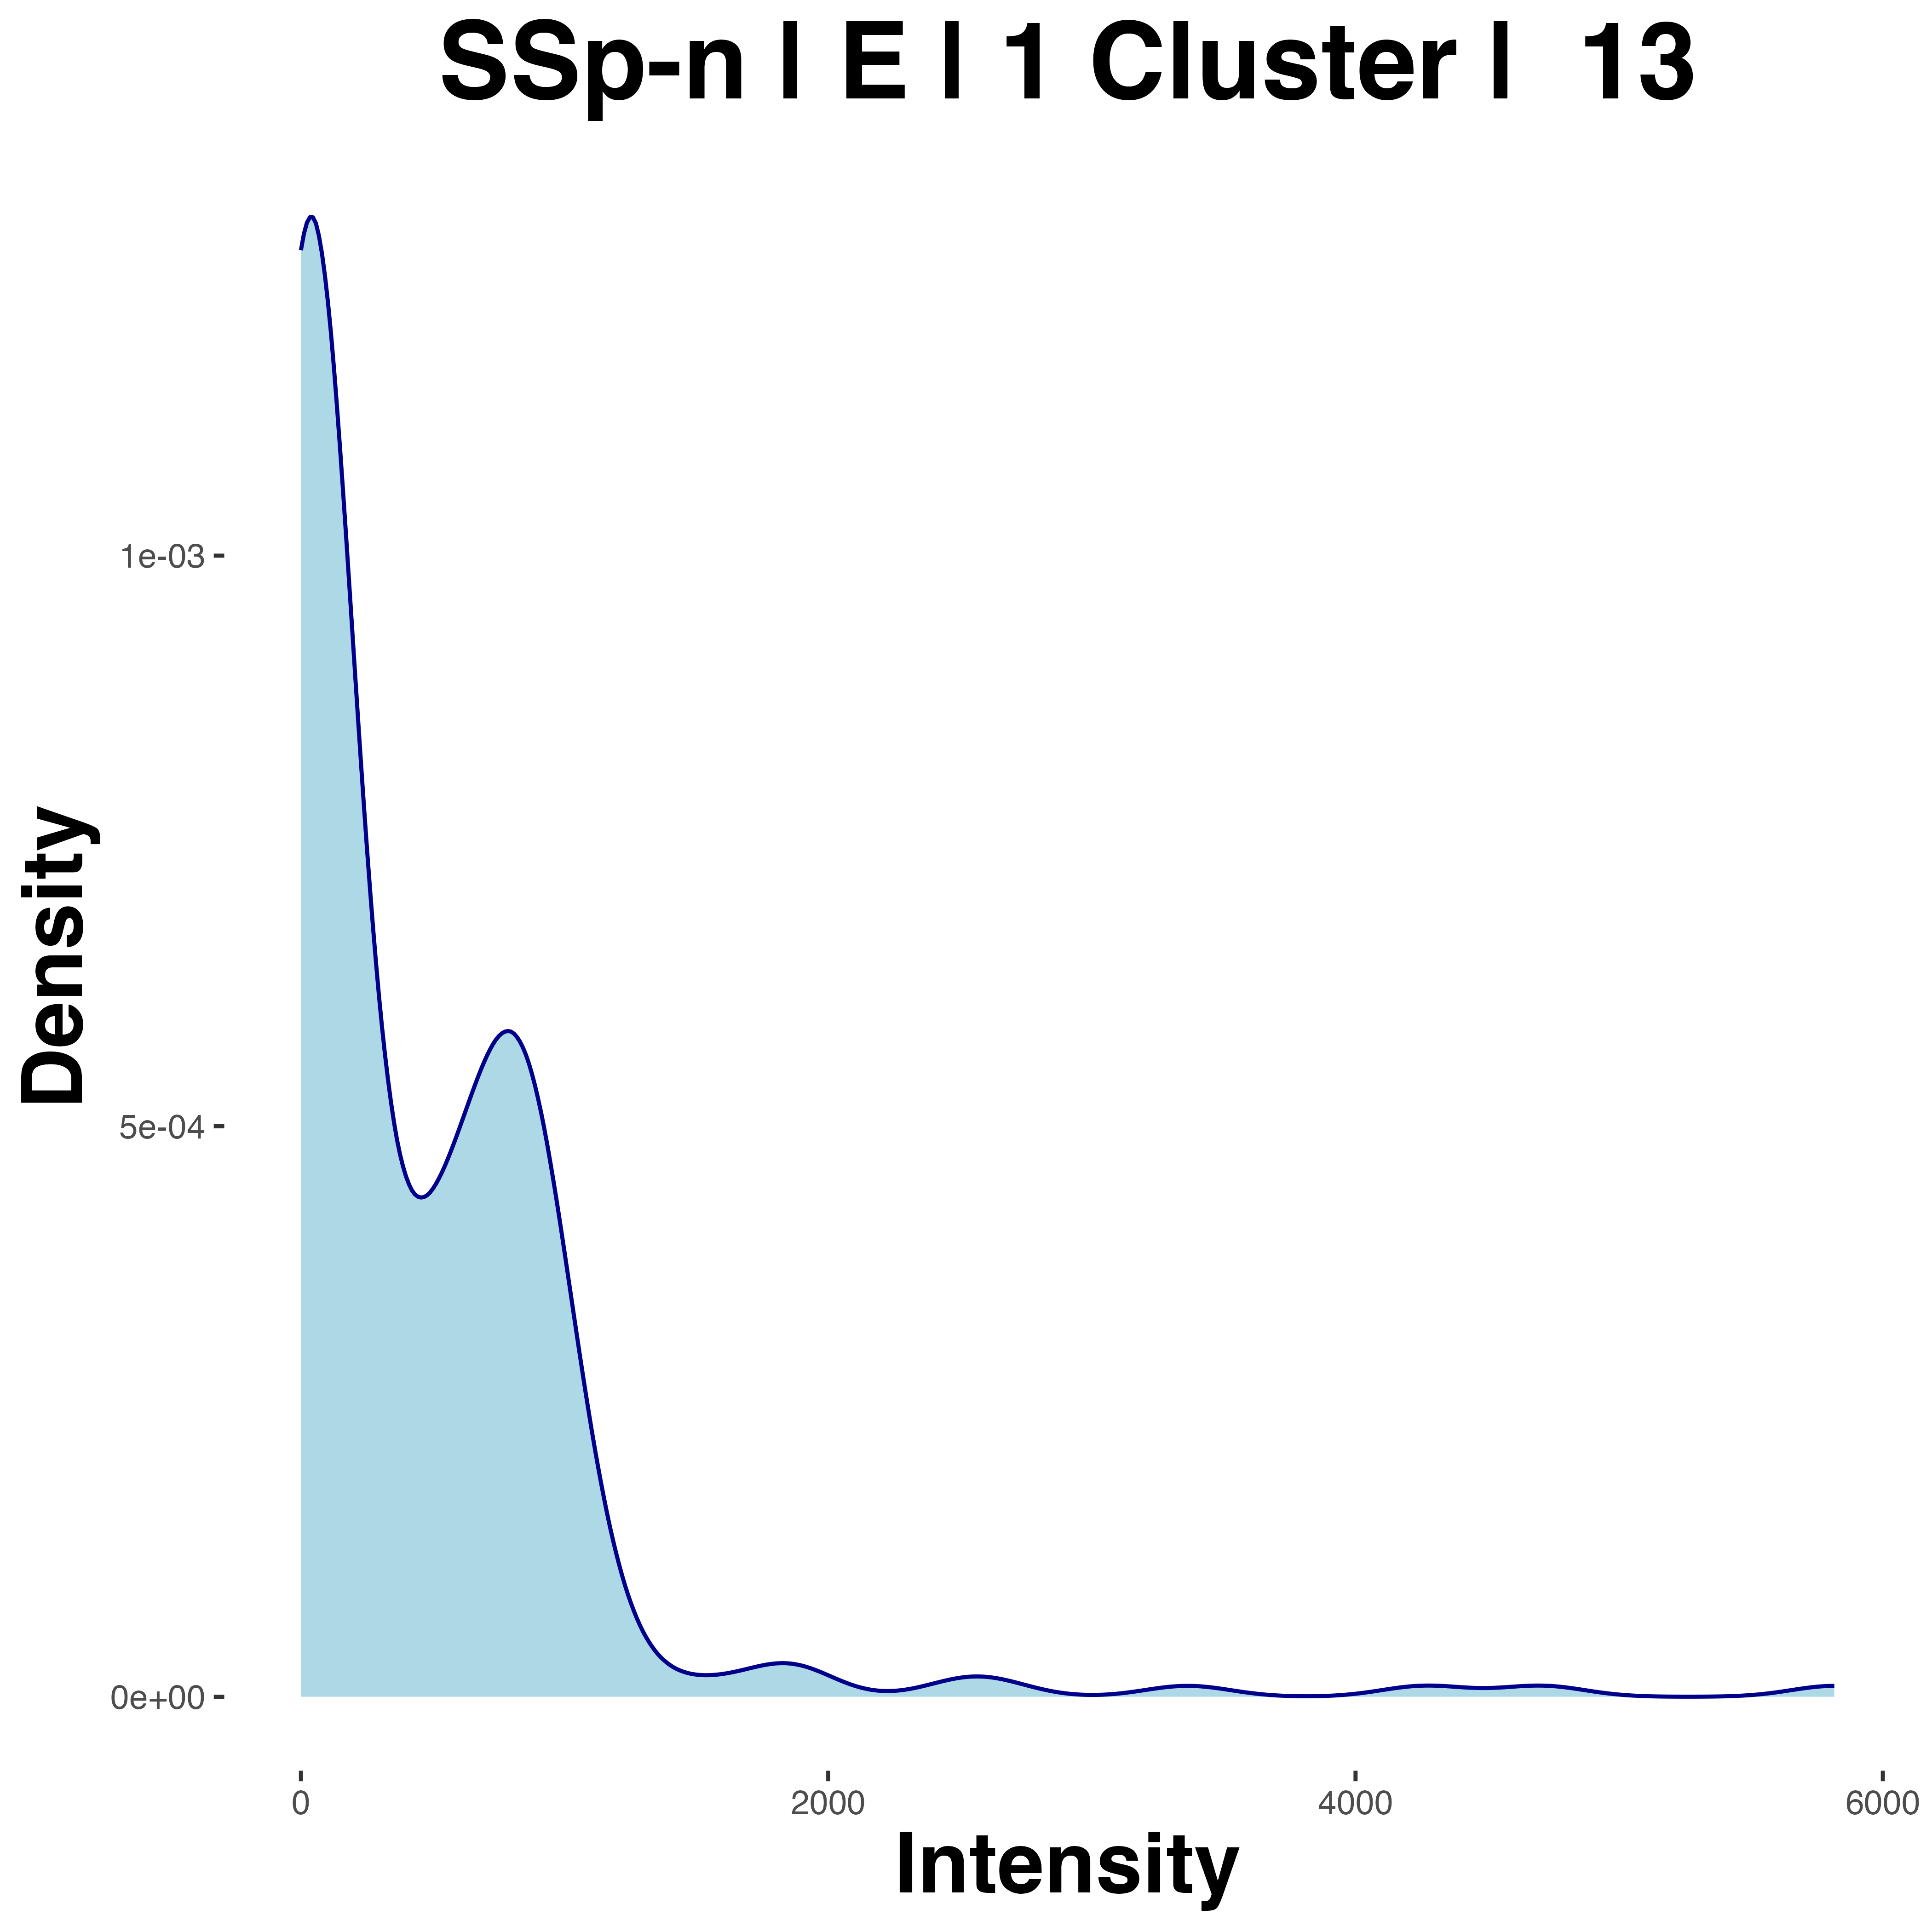 SSp-n | E | 1 Cluster |  13
Density
1e-03
5e-04
0e+00
0 2000 4000 6000
Intensity